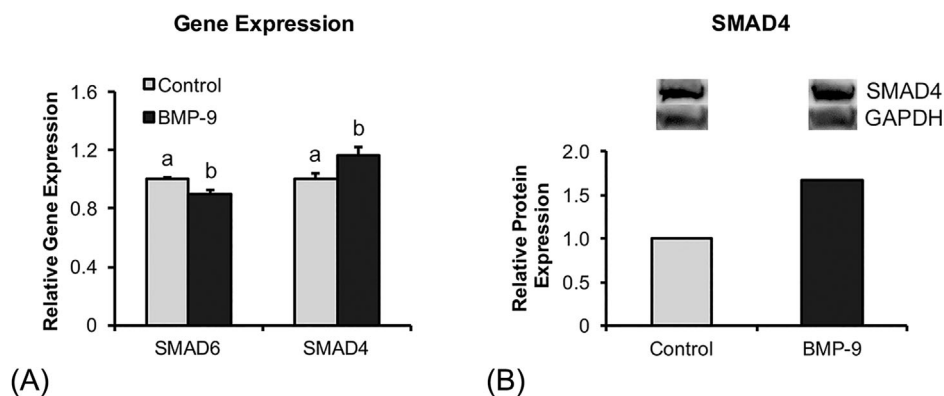 Gene Expression
Control
BMP-9
1.6
1.2
0.8
0.4
0
Relative Gene Expression
a
b
a
b
SMAD6
SMAD4
(A)
SMAD4
SMAD4
GAPDH
2.0
1.5
1.0
0.5
0.0
Relative Protein
Expression
Control
BMP-9
(B)